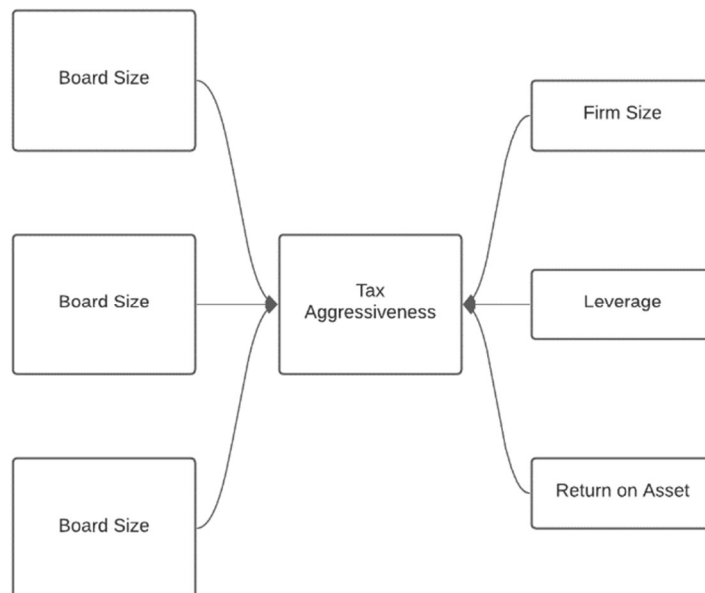 Board Size
Firm Size
Board Size
Tax
Aggressiveness
Leverage
Board Size
Return on Asset